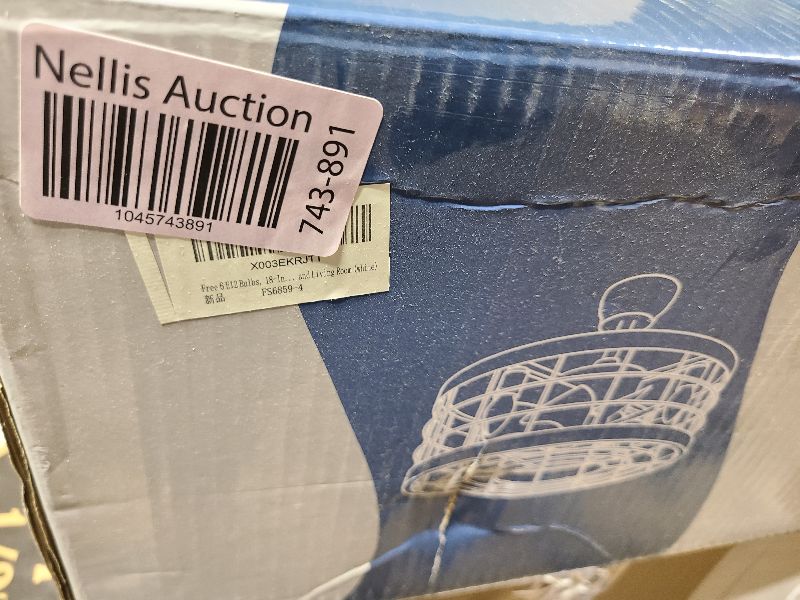 Nellis Auction
1045743891
743-891
Free 6 E12 Bulbs, 18-In... and Living Room (white)
新品 FS6859-4